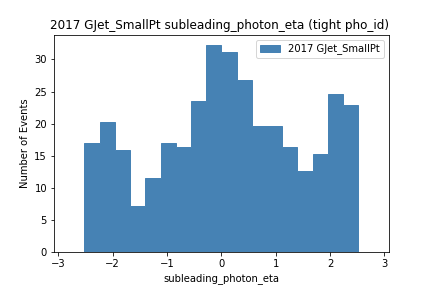 2017 GJet_SmallPt subleading_photon_eta (tight pho_id)
2017 GJet_SmallPt
Number of Events
30
25
20
15
10
5
0
−3 −2 −1 0 1 2 3
subleading_photon_eta